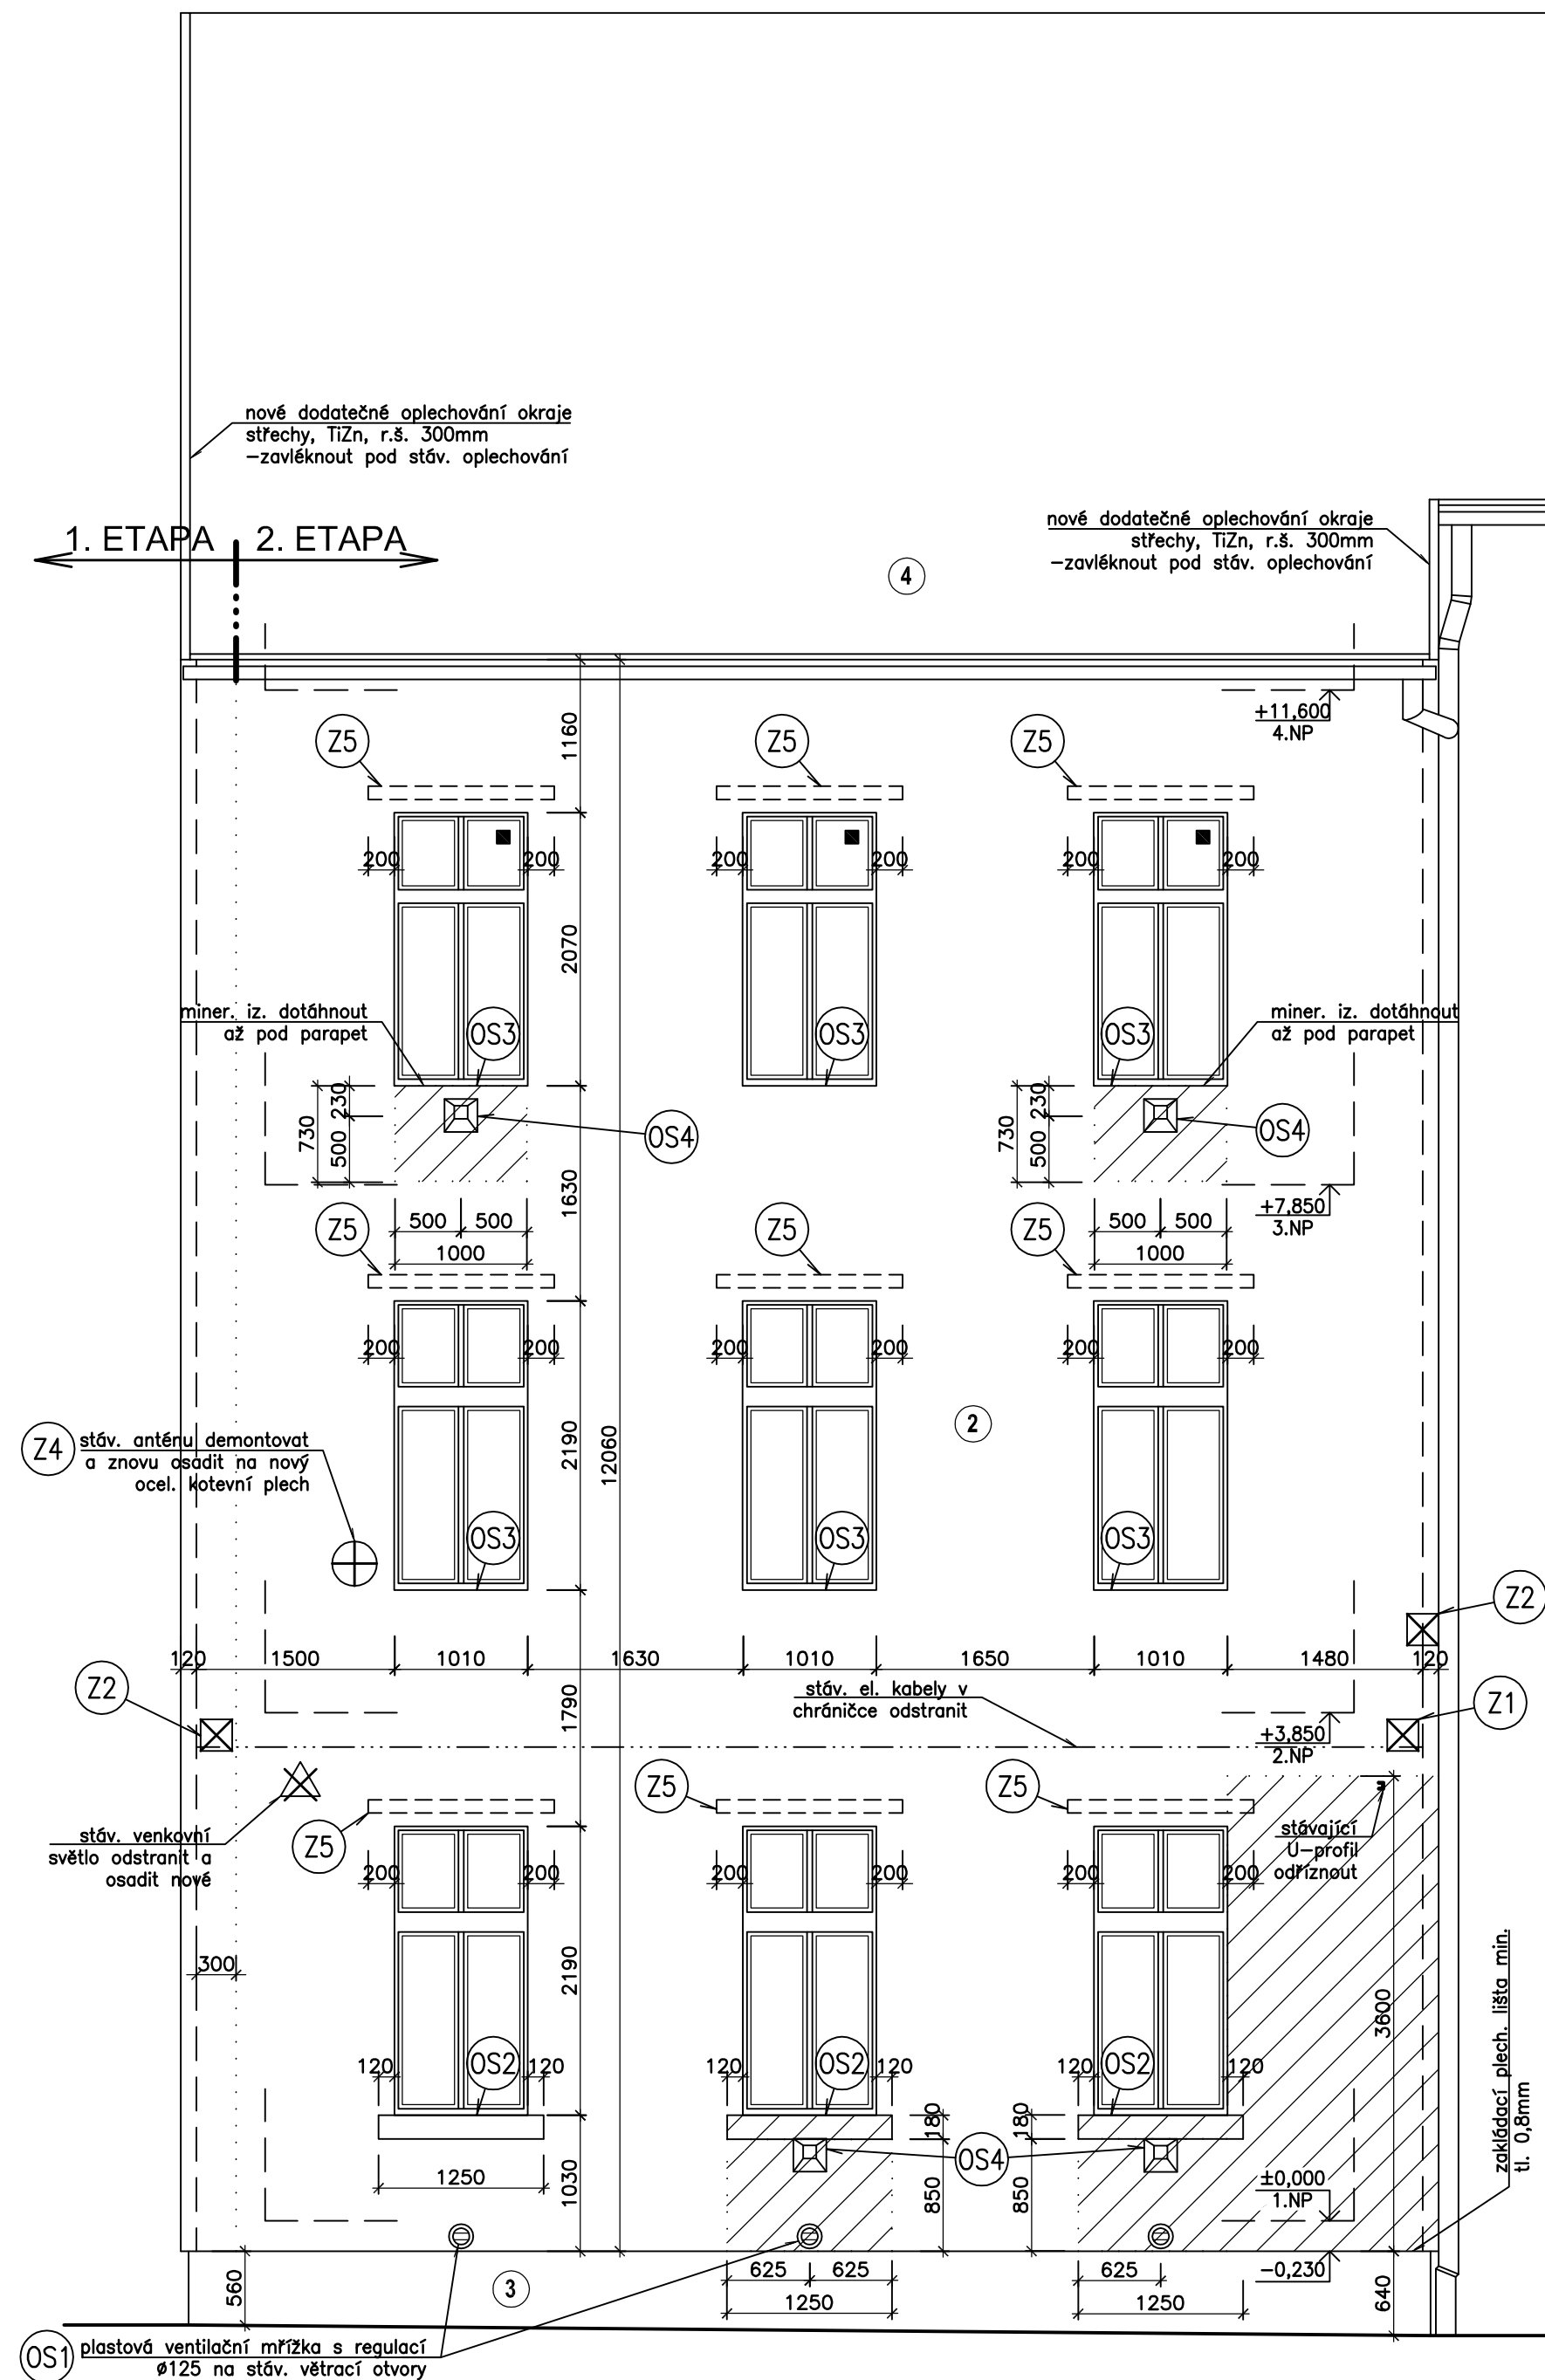 nové dodatečné oplechování okraje
střechy, TiZn, r.š. 300mm
-zavléknout pod stáv. oplechování
1. ETAPA
2. ETAPA
nové dodatečné oplechování okraje
střechy, TiZn, r.š. 300mm
-zavléknout pod stáv. oplechování
4
+11,600
4.NP
Z5
Z5
Z5
1160
200
200
200
200
200
200
2070
miner. iz. dotáhnout
až pod parapet
OS3
OS3
OS3
miner. iz. dotáhnout
až pod parapet
730
230
500
OS4
730
230
500
OS4
1630
+7,850
3.NP
500
500
1000
500
500
1000
Z5
Z5
Z5
200
200
200
200
200
200
2
Z4
stáv. anténu demontovat
a znovu osadit na nový
ocel. kotevní plech
2190
12060
OS3
OS3
OS3
Z2
120
1500
1010
1630
1010
1650
1010
1480
120
Z2
1790
stáv. el. kabely v
chráničce odstranit
Z1
+3,850
2.NP
Z5
Z5
Z5
stáv. venkovní
světlo odstranit a
osadit nové
stávající
U-profil
odříznout
200
200
200
200
200
200
300
2190
3600
zakládací plech. lišta min.
tl. 0,8mm
120
OS2
120
120
OS2
120
120
OS2
120
180
180
OS4
1250
1030
850
850
±0,000
1.NP
560
3
625
625
1250
625
1250
-0,230
640
OS1
plastová ventilační mřížka s regulací
ø125 na stáv. větrací otvory